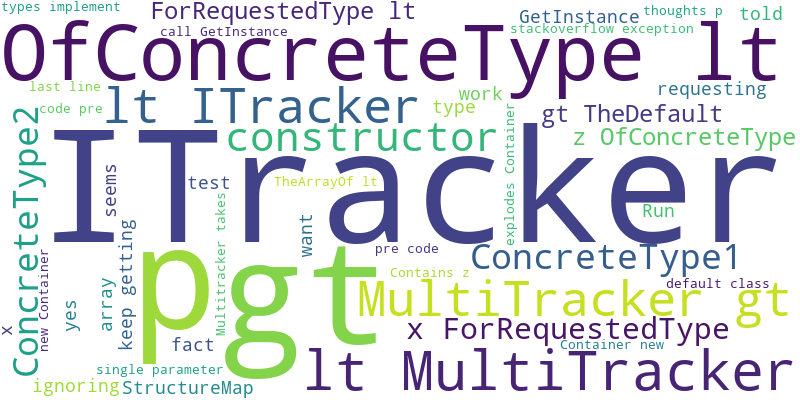 types implement
ForRequestedType lt
GetInstance
thoughts p
told
call GetInstance
stackoverflow exception
OfConcreteType lt
last line
requesting
code pre
lt ITracker
work
type
gt TheDefault
constructor
z OfConcreteType
ITracker
ConcreteType2
seems
test
TheArrayOf lt
explodes Container
Run
Multitracker takes
want
keep getting
pre code
new Container
ConcreteType1
pgt
Contains z
default class
array
yes
MultiTracker gt
x
x ForRequestedType
fact
Container new
single parameter
lt MultiTracker
ignoring
StructureMap